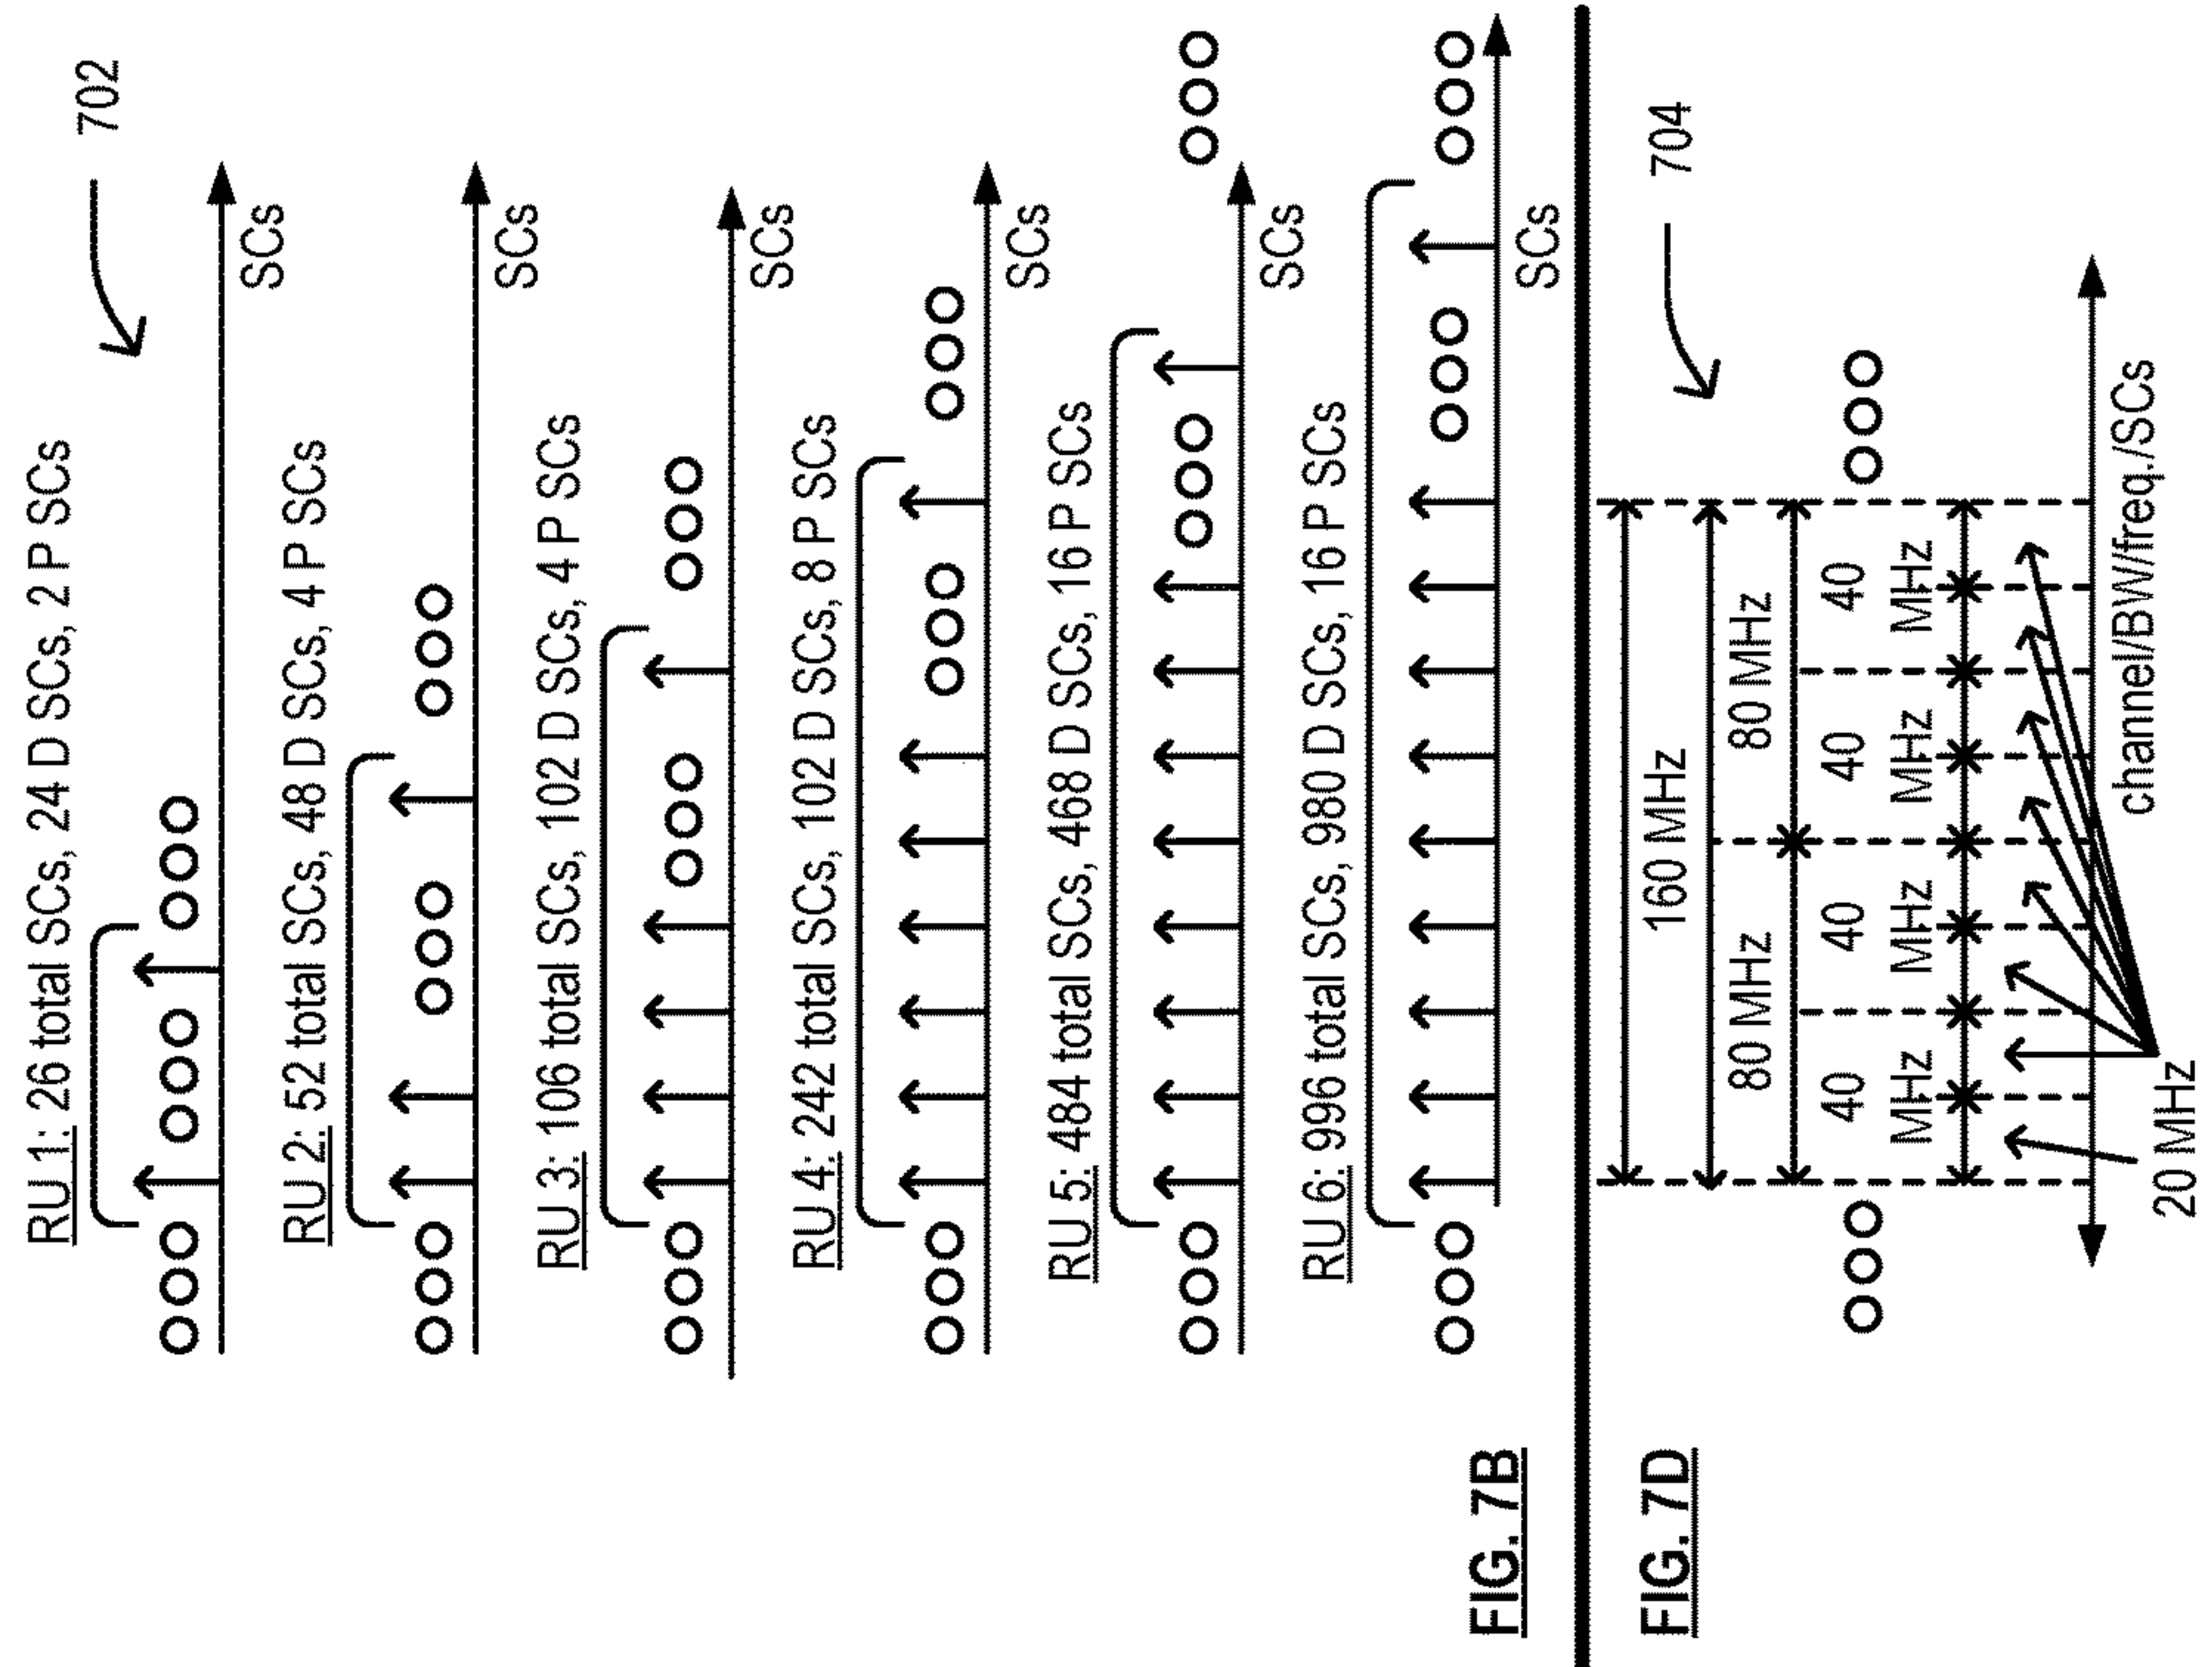 702
RU 1: 26 total SCs, 24 D SCs, 2 P SCs
SCs
RU 2: 52 total SCs, 48 D SCs, 4 P SCs
SCs
RU 3: 106 total SCs, 102 D SCs, 4 P SCs
SCs
RU 4: 242 total SCs, 102 D SCs, 8 P SCs
SCs
RU 5: 484 total SCs, 468 D SCs, 16 P SCs
SCs
RU 6: 996 total SCs, 980 D SCs, 16 P SCs
SCs
FIG. 7B
704
160 MHz
80 MHz 80 MHz
40 40 40 40
MHz MHz MHz MHz
channel/BW/freq./SCs
20 MHz
FIG. 7D